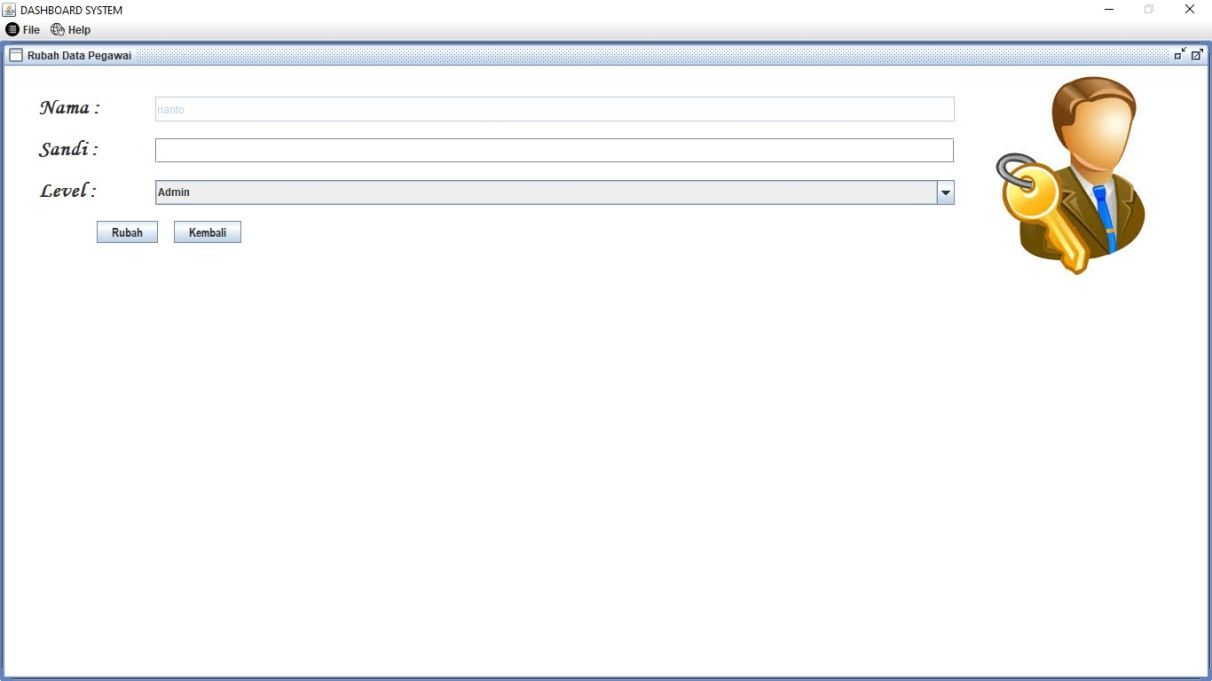 DASHBOARD SYSTEM
File Help
Rubah Data Pegawai
Nama :
rianto
Sandi :
Level :
Admin
Rubah Kembali